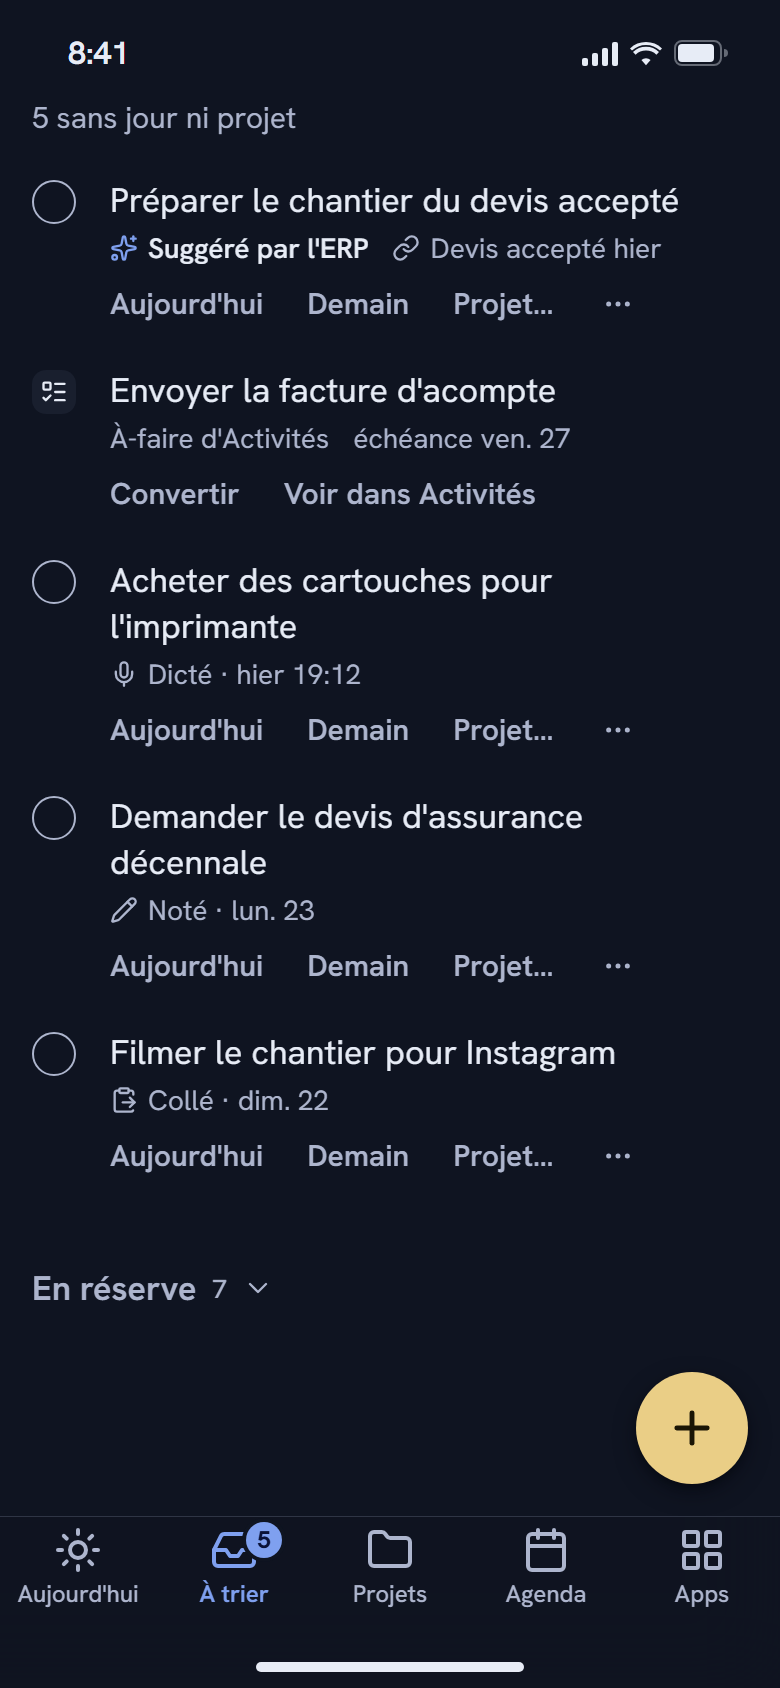 8:41
5 sans jour ni projet
Préparer le chantier du devis accepté
Suggéré par l'ERP Devis accepté hier
Aujourd'hui Demain Projet... ...
Envoyer la facture d'acompte
À-faire d'Activités échéance ven. 27
Convertir Voir dans Activités
Acheter des cartouches pour
l'imprimante
Dicté · hier 19:12
Aujourd'hui Demain Projet... ...
Demander le devis d'assurance
décennale
Noté · lun. 23
Aujourd'hui Demain Projet... ...
Filmer le chantier pour Instagram
Collé · dim. 22
Aujourd'hui Demain Projet... ...
En réserve 7
5
Aujourd'hui À trier Projets Agenda Apps